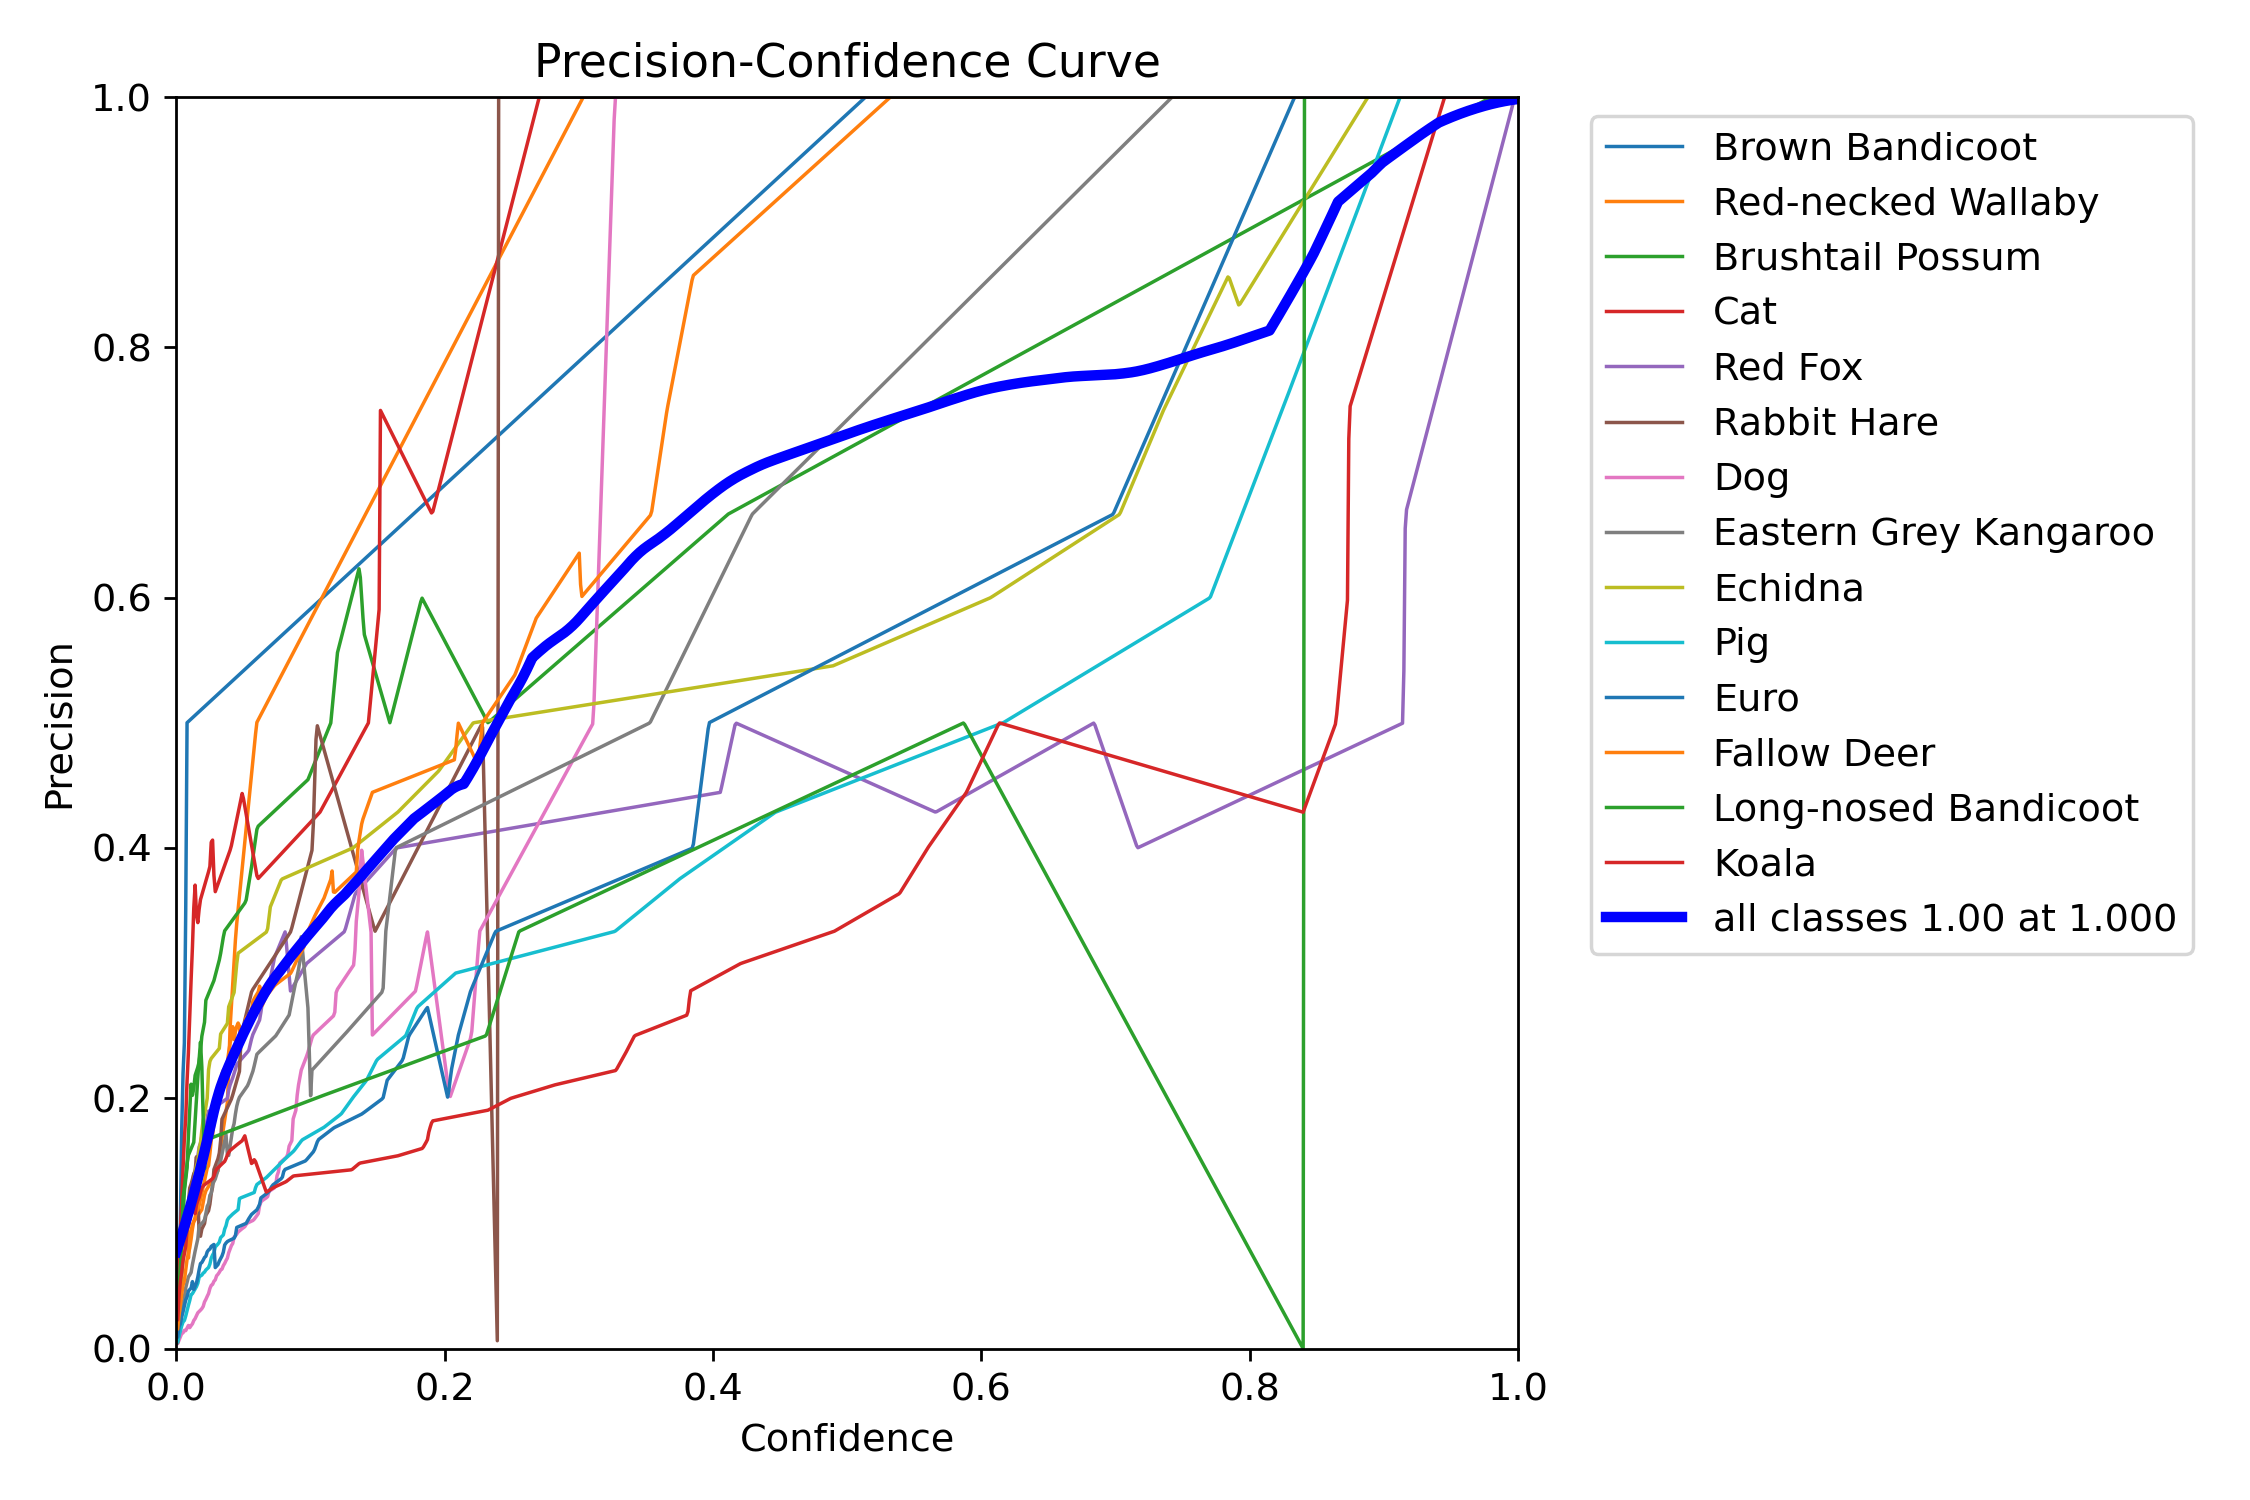 Precision-Confidence Curve
1.0
0.8
0.6
0.4
0.2
0.0
Precision
0.0 0.2 0.4 0.6 0.8 1.0
Confidence
Brown Bandicoot
Red-necked Wallaby
Brushtail Possum
Cat
Red Fox
Rabbit Hare
Dog
Eastern Grey Kangaroo
Echidna
Pig
Euro
Fallow Deer
Long-nosed Bandicoot
Koala
all classes 1.00 at 1.000